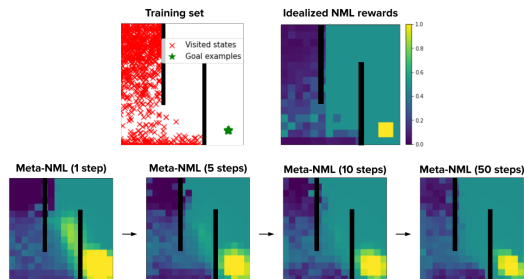 Training set
Idealized NML rewards
Visited states
Goal examples
1.0
0.8
0.6
0.4
0.2
0.0
Meta-NML (1 step)
Meta-NML (5 steps)
Meta-NML (10 steps)
Meta-NML (50 steps)